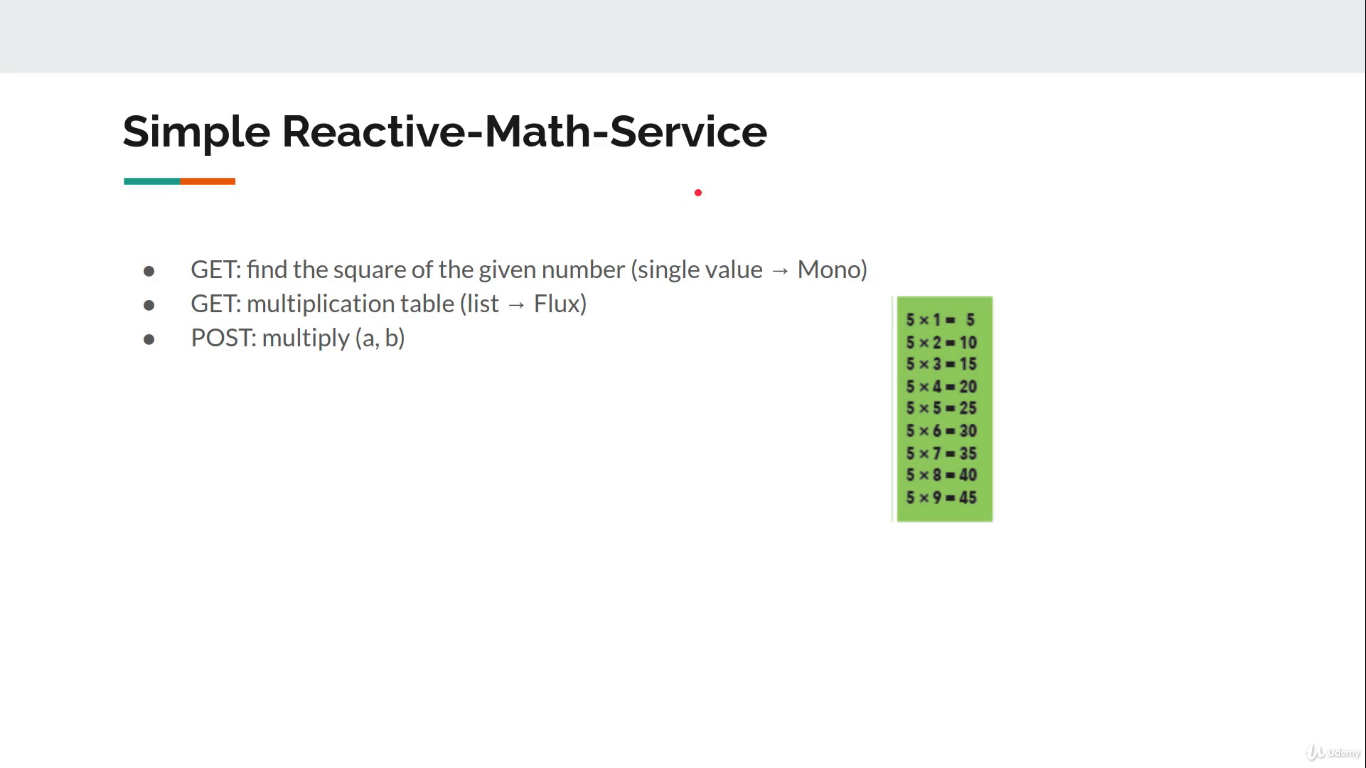 Simple Reactive-Math-Service
● GET: find the square of the given number (single value → Mono)
● GET: multiplication table (list → Flux)
● POST: multiply (a, b)
5 × 1 = 5
5 × 2 = 10
5 × 3 = 15
5 × 4 = 20
5 × 5 = 25
5 × 6 = 30
5 × 7 = 35
5 × 8 = 40
5 × 9 = 45
Udemy